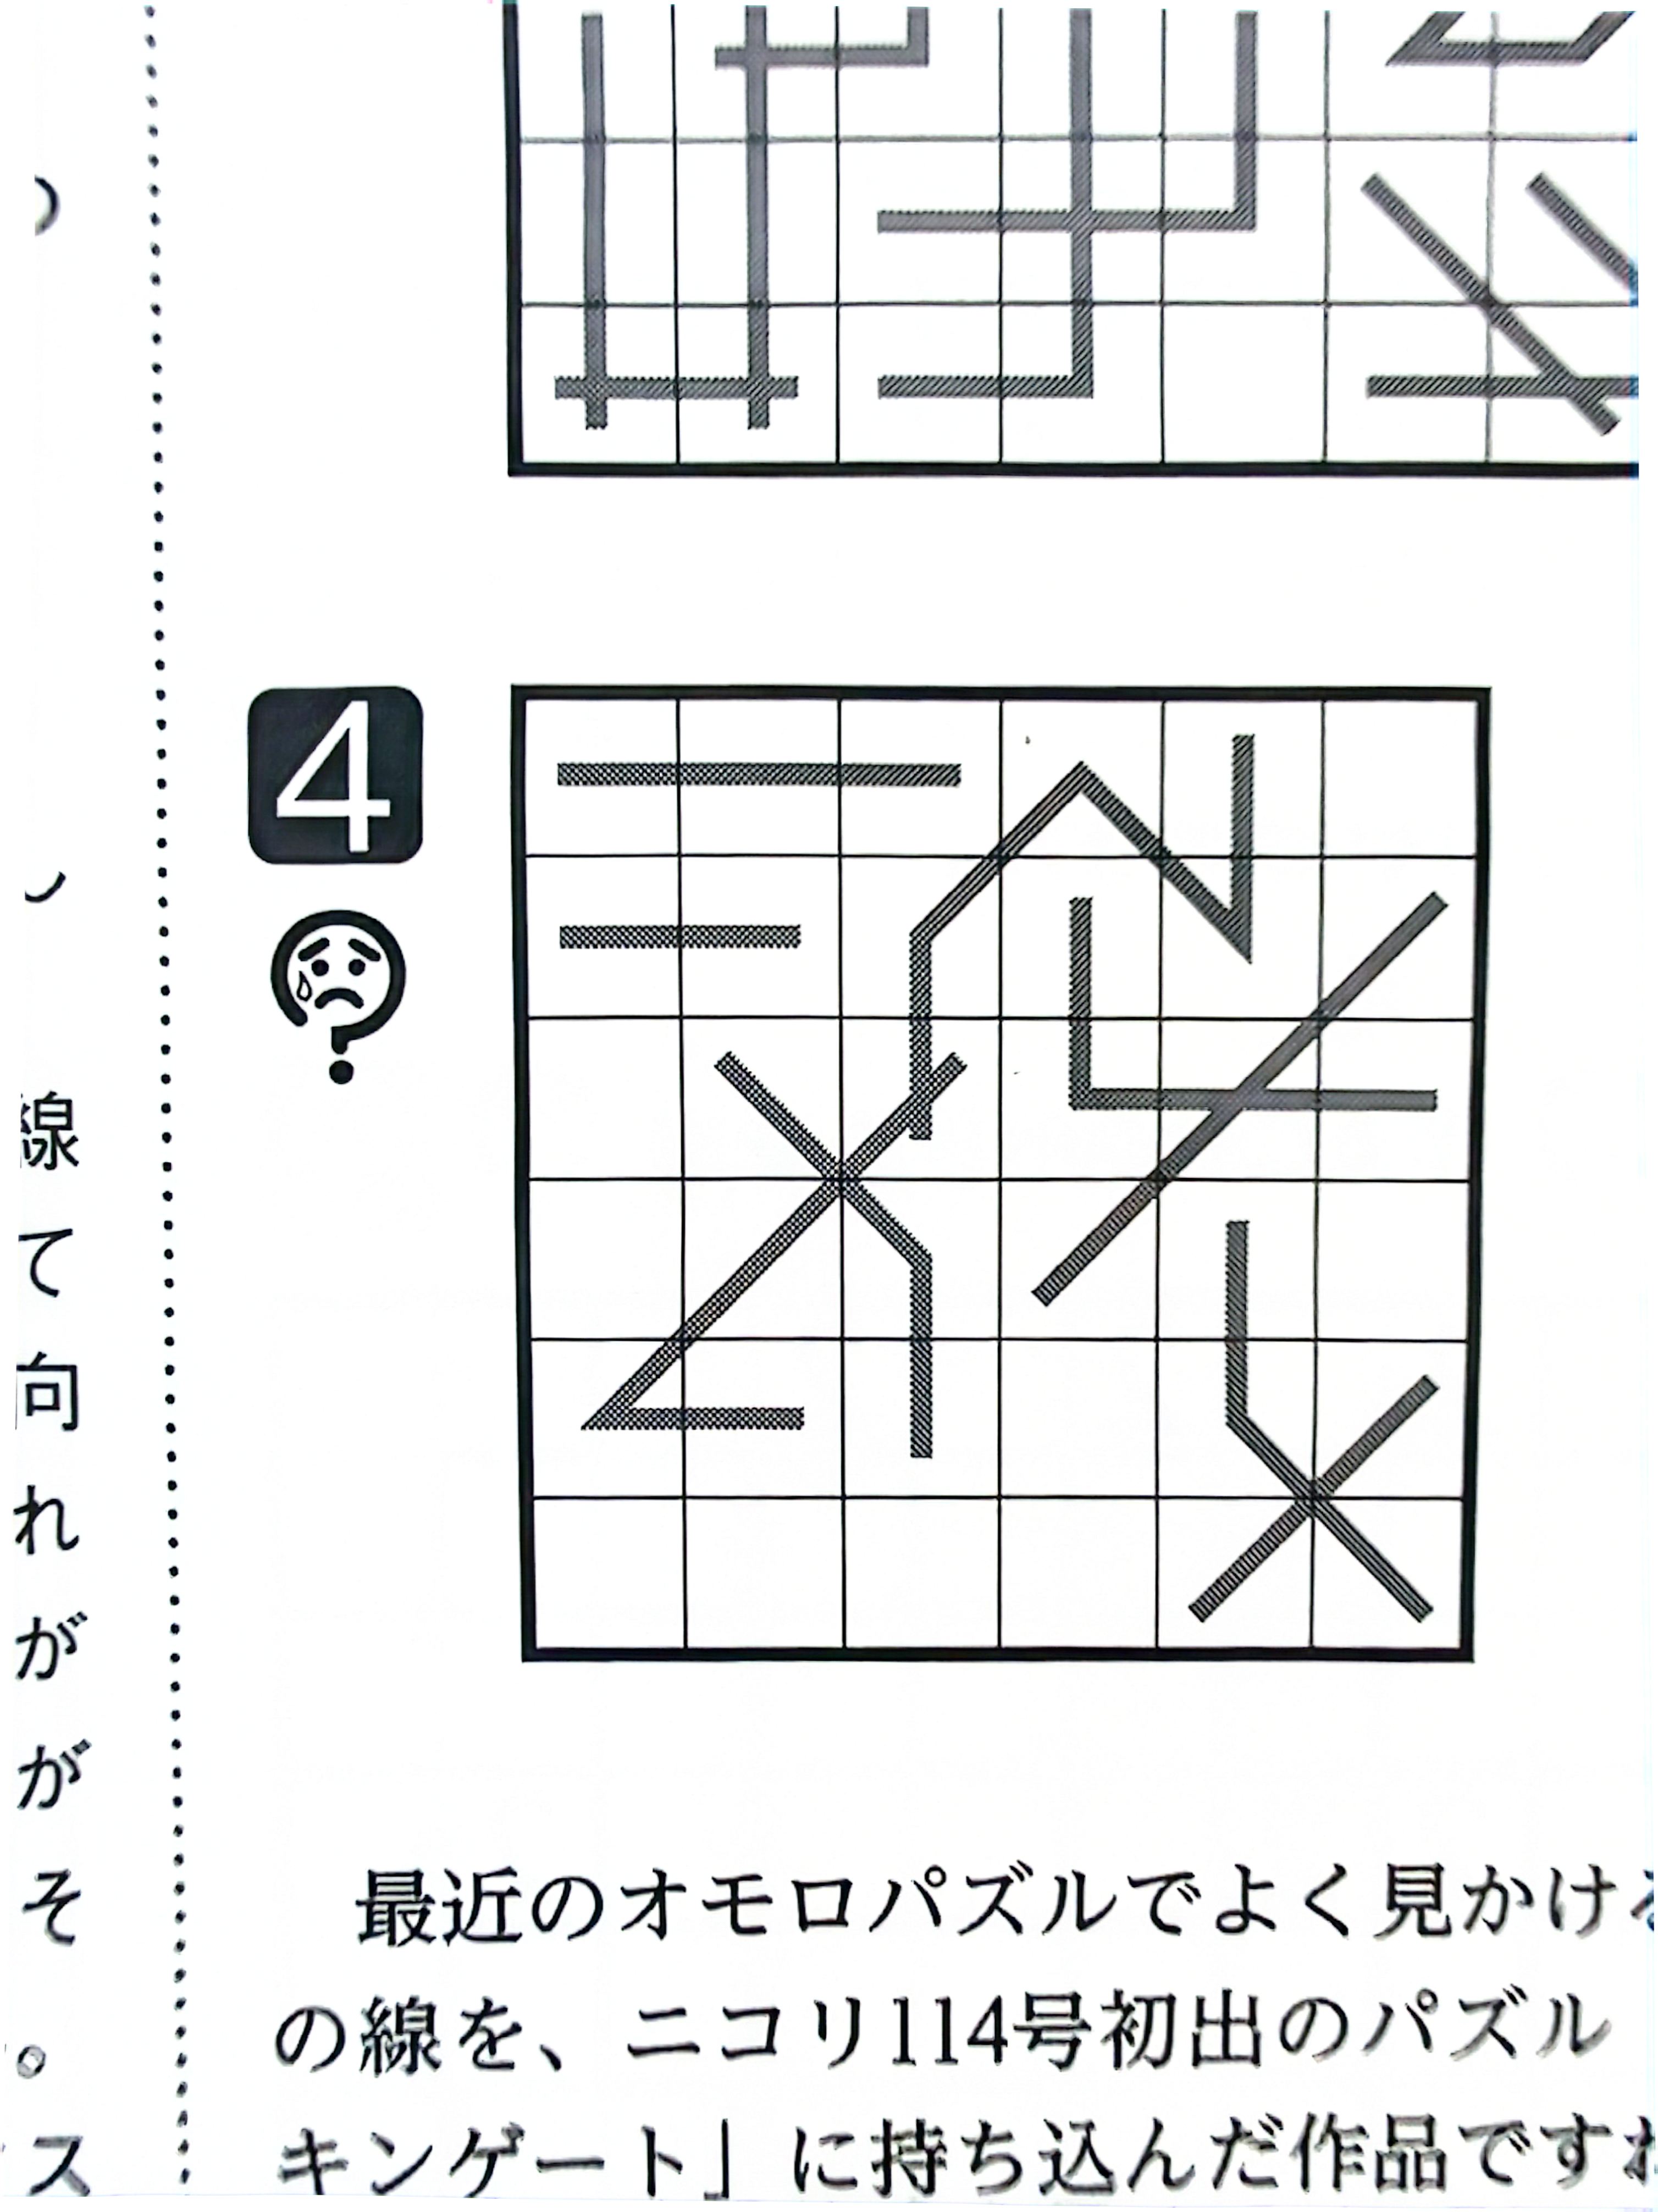 線
て
向
れ
が
が
そ
。
ス
4
最近のオモロパズルでよく見かけ
の線を、ニコリ114号初出のパズル
キンゲート」に持ち込んだ作品です